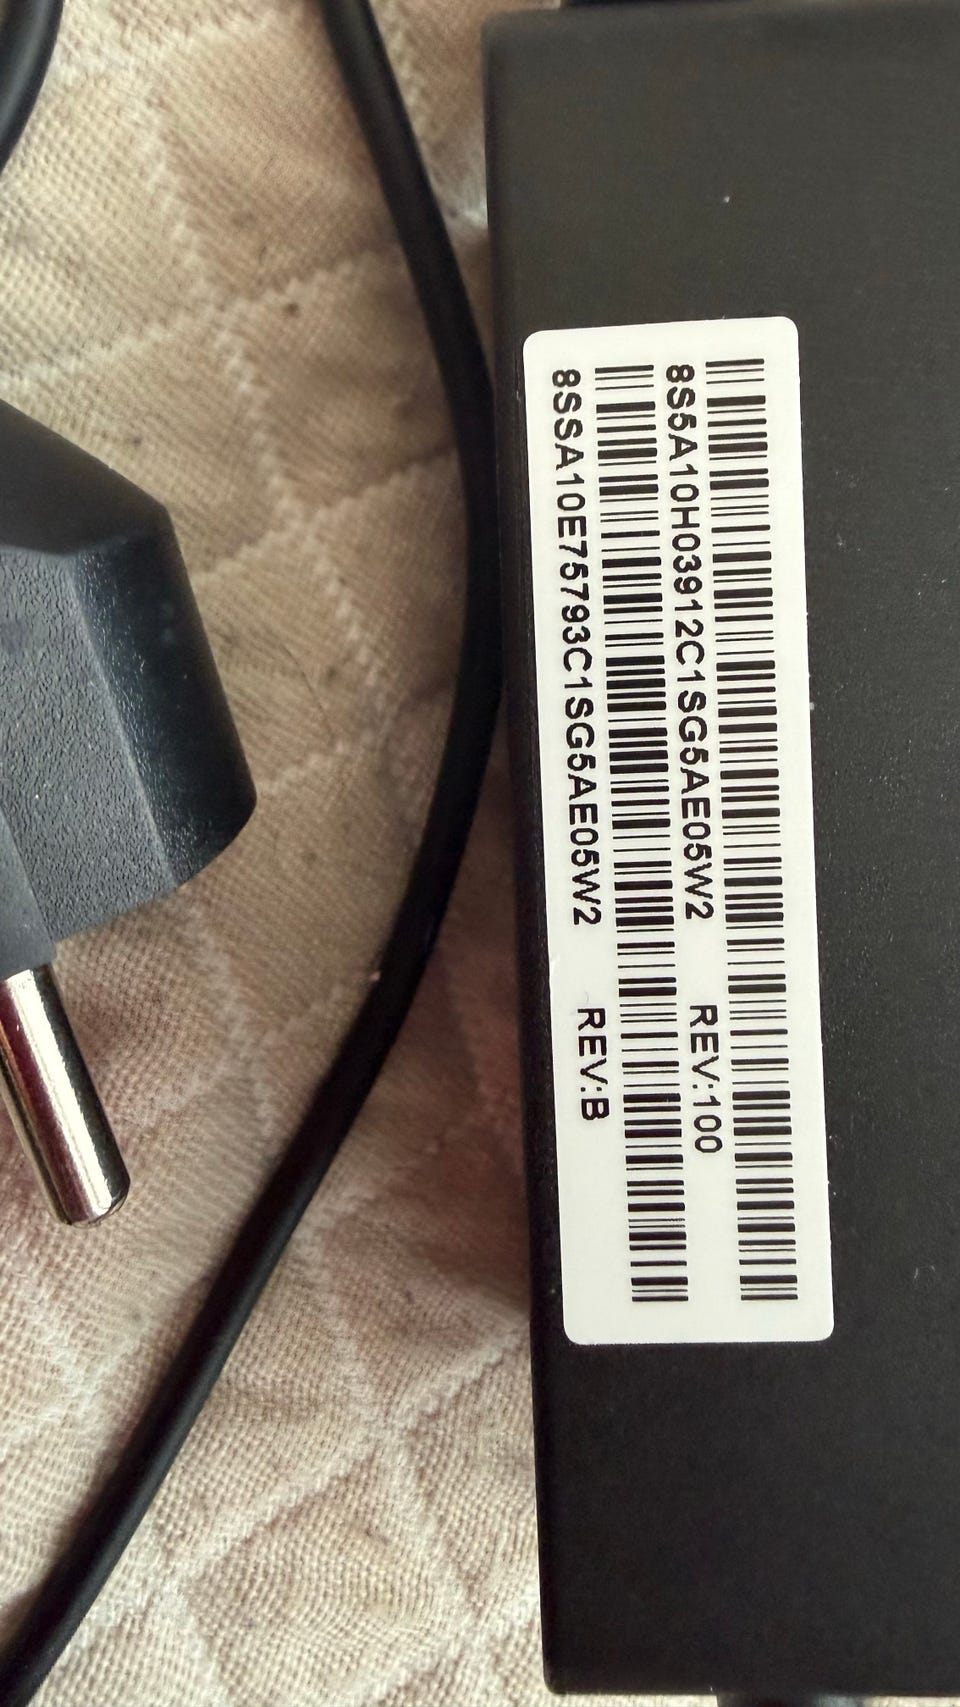 8S5A10H03912C1SG5AE05W2 REV:100
8SSA10E75793C1SG5AE05W2 REV:B